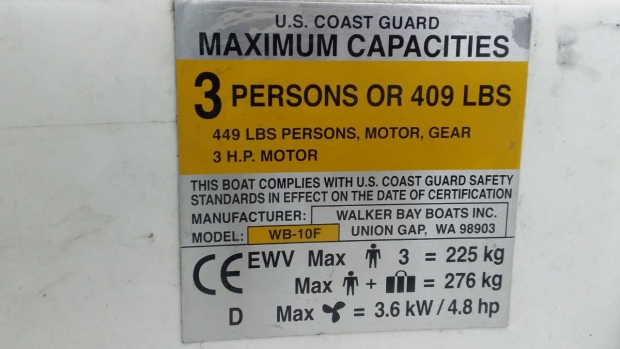 U.S. COAST GUARD
MAXIMUM CAPACITIES
3 PERSONS OR 409 LBS
449 LBS PERSONS, MOTOR, GEAR
3 H.P. MOTOR
THIS BOAT COMPLIES WITH U.S. COAST GUARD SAFETY
STANDARDS IN EFFECT ON THE DATE OF CERTIFICATION
MANUFACTURER: WALKER BAY BOATS INC.
MODEL: WB-10F UNION GAP, WA 98903
CE EWV Max 3 = 225 kg
Max + = 276 kg
D Max = 3.6 kW / 4.8 hp